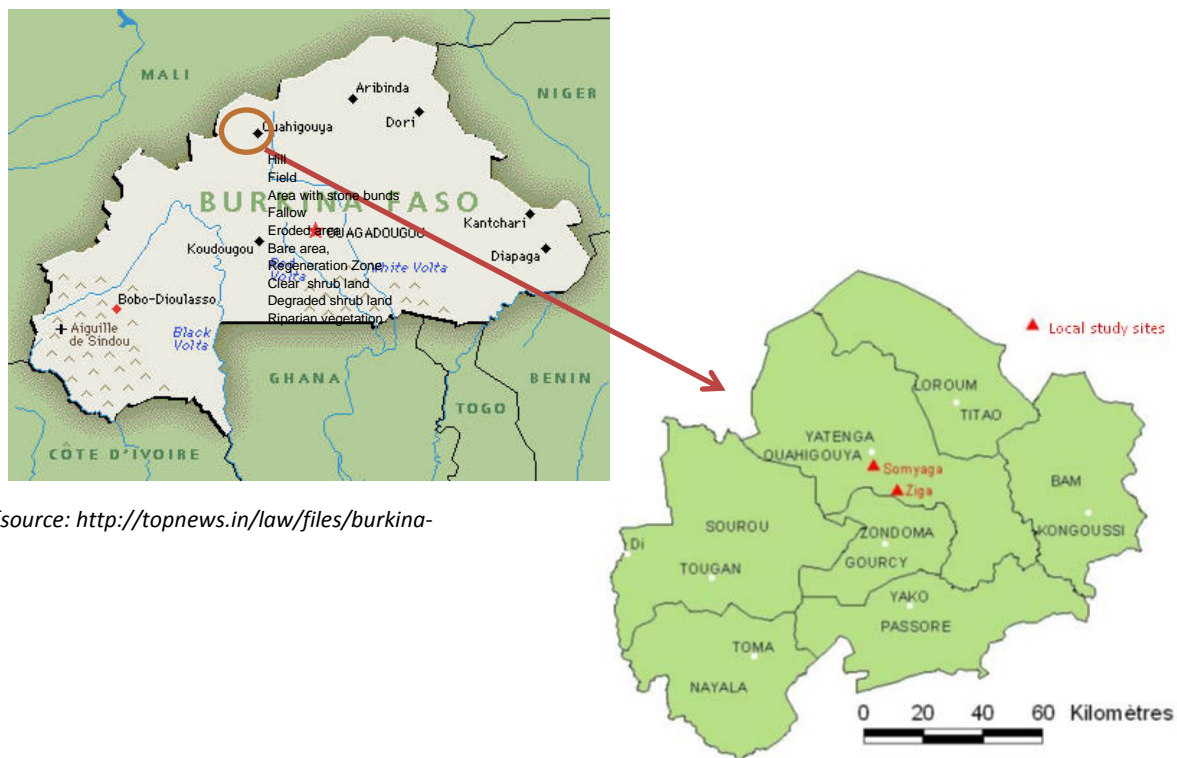 MALI
NIGER
Aribinda
Dori
Ouahigouya
Hill
Field
Area with stone bunds
BURKINA FASO
Fallow
Eroded area
OUAGADOUGOU
Bare area,
Koudougou
Kantchari
Diapaga
Regeneration Zone
Red
Volta
White Volta
Clear shrub land
Degraded shrub land
Riparian vegetation
Bobo-Dioulasso
Aiguille
de Sindou
Black
Volta
GHANA
BENIN
TOGO
CÔTE D'IVOIRE
source: http://topnews.in/law/files/burkina-
Local study sites
LOROUM
TITAO
YATENGA
OUAHIGOUYA
Somyaga
Ziga
BAM
KONGOUSSI
SOUROU
ZONDOMA
Di
GOURCY
TOUGAN
YAKO
PASSORE
TOMA
NAYALA
0 20 40 60 Kilomètres